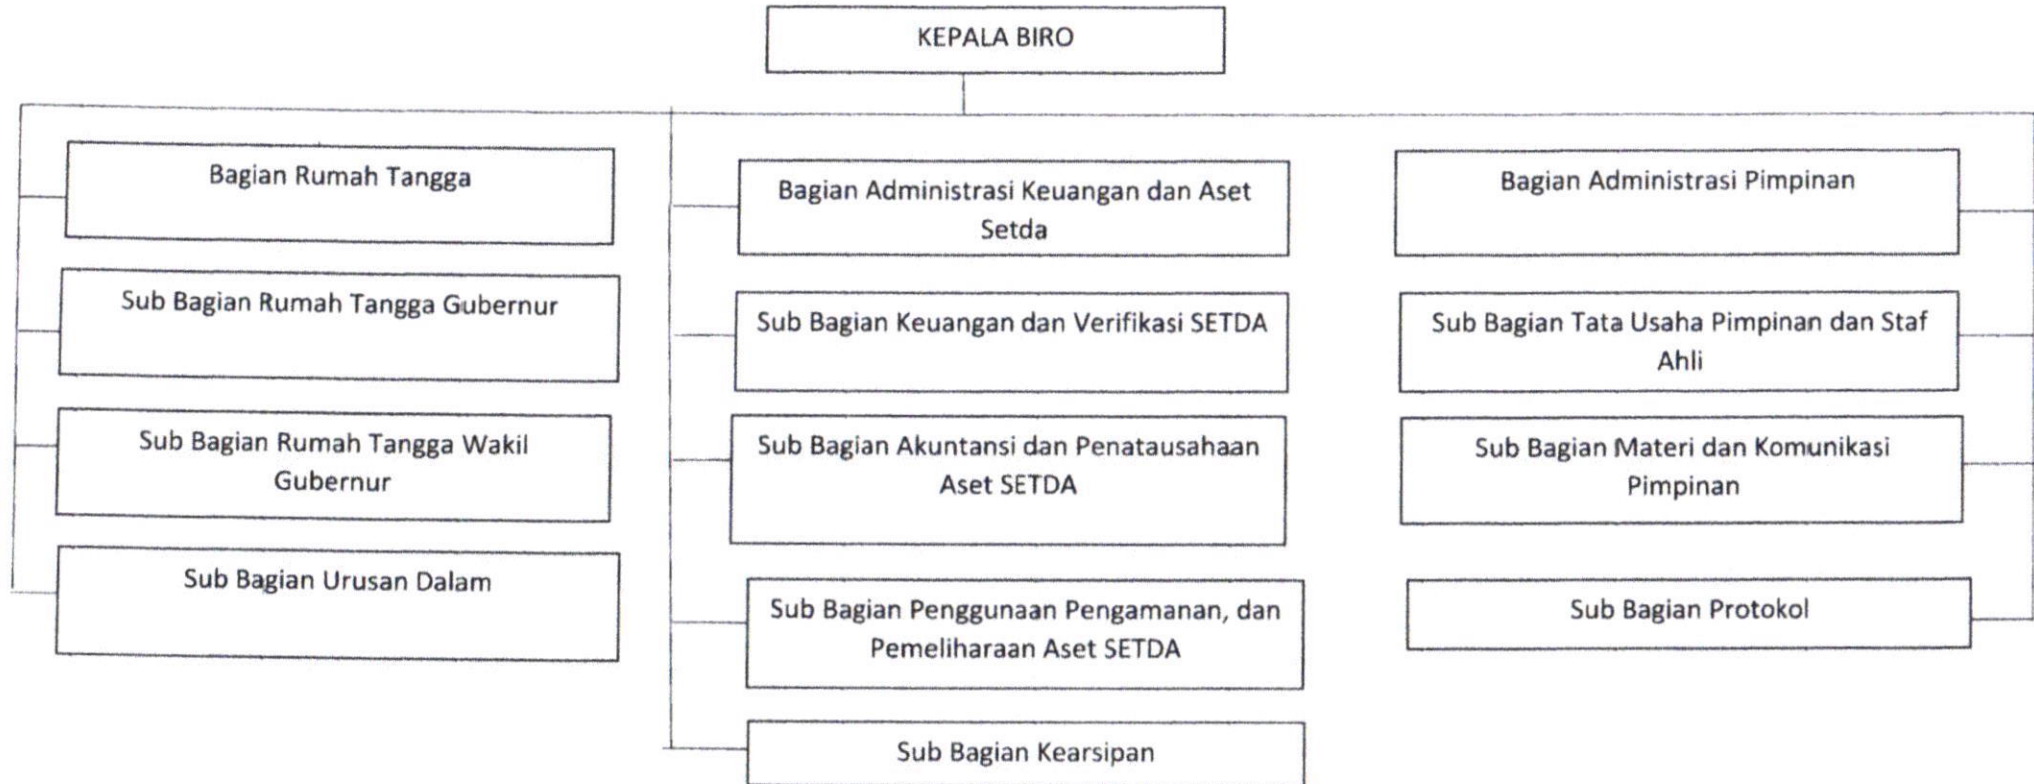 KEPALA BIRO
Bagian Rumah Tangga
Sub Bagian Rumah Tangga Gubernur
Sub Bagian Rumah Tangga Wakil
Gubernur
Sub Bagian Urusan Dalam
Bagian Administrasi Keuangan dan Aset
Setda
Sub Bagian Keuangan dan Verifikasi SETDA
Sub Bagian Akuntansi dan Penatausahaan
Aset SETDA
Sub Bagian Penggunaan Pengamanan, dan
Pemeliharaan Aset SETDA
Sub Bagian Kearsipan
Bagian Administrasi Pimpinan
Sub Bagian Tata Usaha Pimpinan dan Staf
Ahli
Sub Bagian Materi dan Komunikasi
Pimpinan
Sub Bagian Protokol